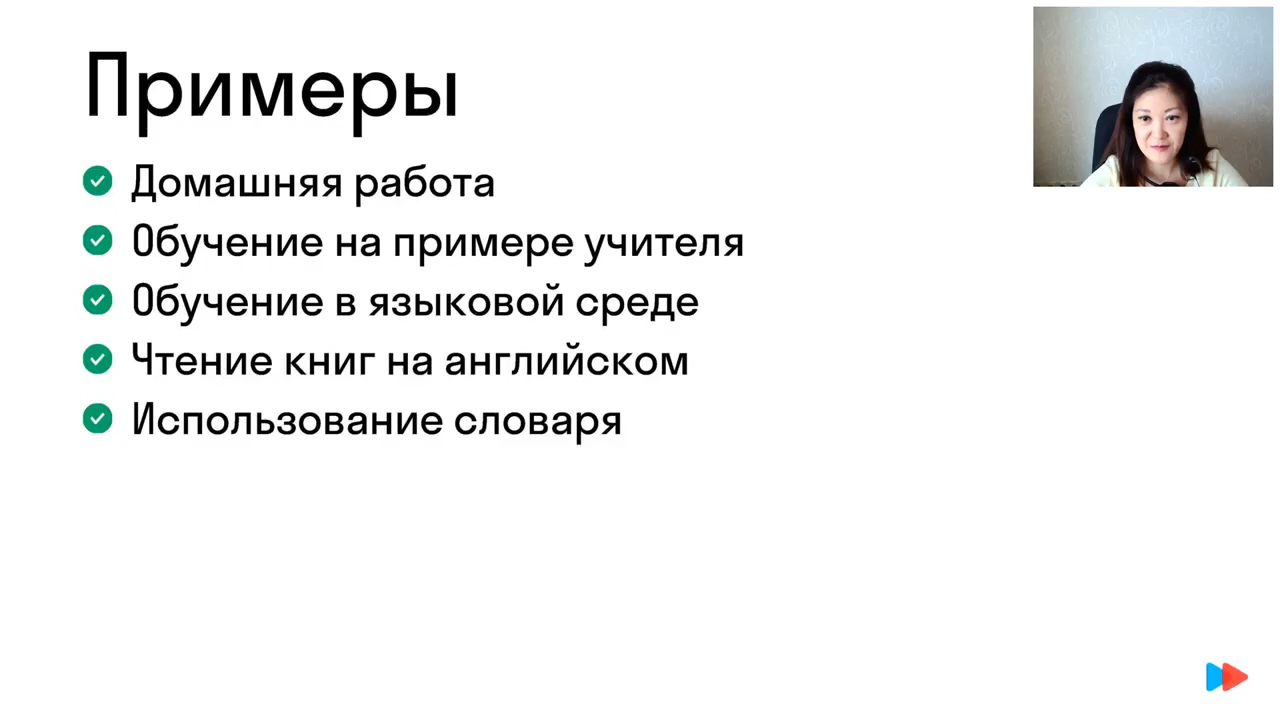 Примеры
Домашняя работа
Обучение на примере учителя
Обучение в языковой среде
Чтение книг на английском
Использование словаря